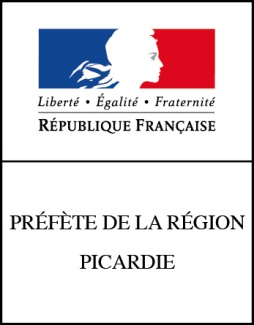 Liberté • Égalité • Fraternité
RÉPUBLIQUE FRANÇAISE
PRÉFÈTE DE LA RÉGION
PICARDIE